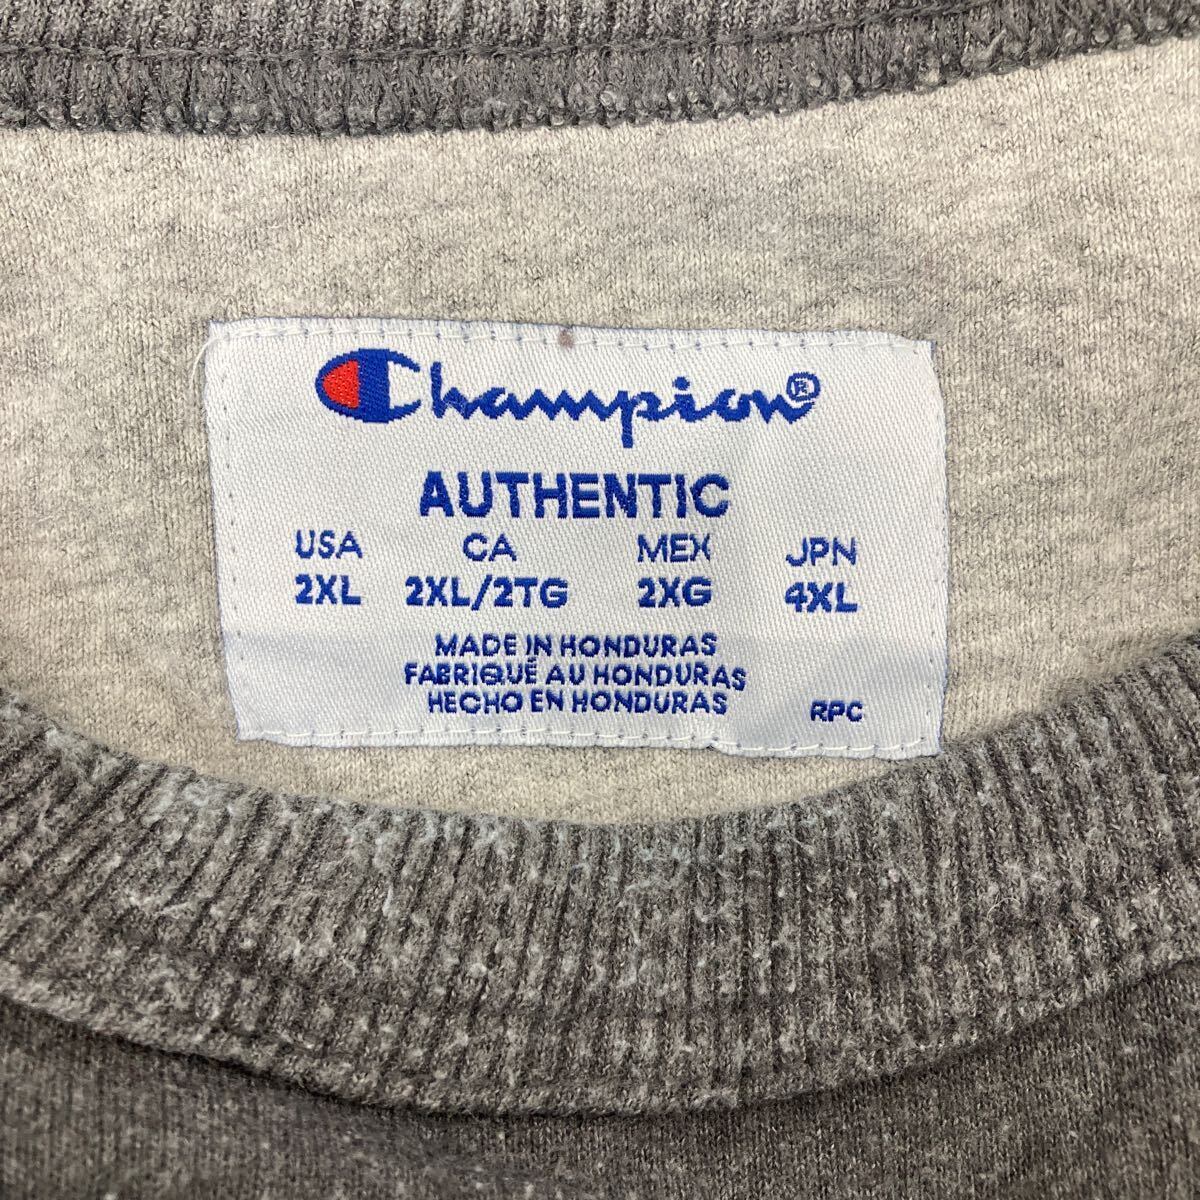 Champion®
AUTHENTIC
USA CA MEX JPN
2XL 2XL/2TG 2XG 4XL
MADE IN HONDURAS
FABRIQUÉ AU HONDURAS
HECHO EN HONDURAS
RPC